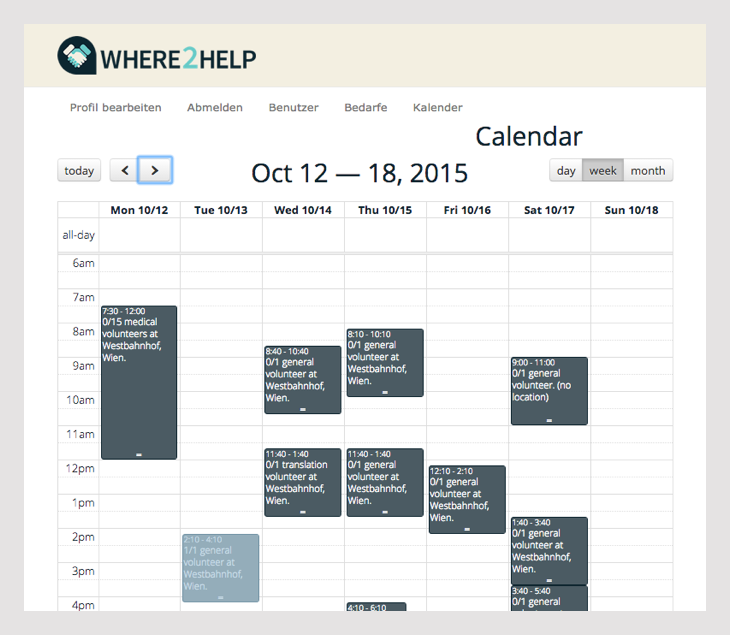 WHERE2HELP
Profil bearbeiten Abmelden Benutzer Bedarfe Kalender
Calendar
today < > Oct 12 — 18, 2015 day week month
Mon 10/12 Tue 10/13 Wed 10/14 Thu 10/15 Fri 10/16 Sat 10/17 Sun 10/18
all-day
6am
7am
8am
9am
10am
11am
12pm
1pm
2pm
3pm
4pm
7:30 - 12:00
0/15 medical
volunteers at
Westbahnhof,
Wien.
2:10 - 4:10
1/1 general
volunteer at
Westbahnhof,
Wien.
8:40 - 10:40
0/1 general
volunteer at
Westbahnhof,
Wien.
11:40 - 1:40
0/1 translation
volunteer at
Westbahnhof,
Wien.
8:10 - 10:10
0/1 general
volunteer at
Westbahnhof,
Wien.
11:40 - 1:40
0/1 general
volunteer at
Westbahnhof,
Wien.
4:10 - 6:10
12:10 - 2:10
0/1 general
volunteer at
Westbahnhof,
Wien.
9:00 - 11:00
0/1 general
volunteer. (no
location)
1:40 - 3:40
0/1 general
volunteer at
Westbahnhof,
Wien.
3:40 - 5:40
0/1 general